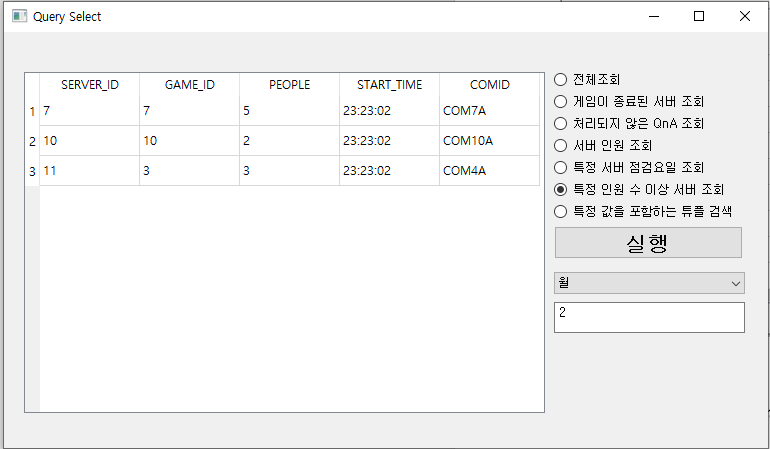 Query Select
SERVER_ID GAME_ID PEOPLE START_TIME COMID
1 7 7 5 23:23:02 COM7A
2 10 10 2 23:23:02 COM10A
3 11 3 3 23:23:02 COM4A
전체조회
게임이 종료된 서버 조회
처리되지 않은 QnA 조회
서버 인원 조회
특정 서버 점검요일 조회
특정 인원 수 이상 서버 조회
특정 값을 포함하는 튜플 검색
실행
월
2